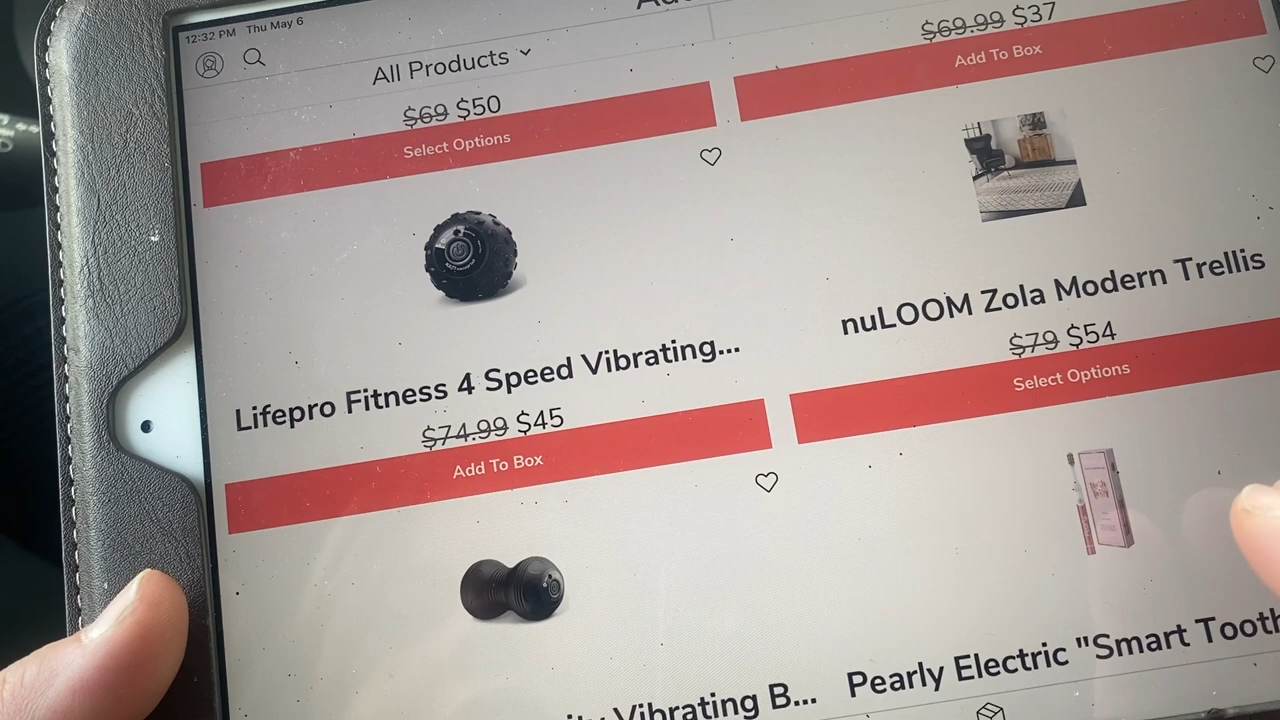 12:32 PM Thu May 6
All Products
$69 $50
Select Options
$69.99 $37
Add To Box
Lifepro Fitness 4 Speed Vibrating...
$74.99 $45
Add To Box
nuLOOM Zola Modern Trellis
$79 $54
Select Options
Vibrating B...
Pearly Electric "Smart Tooth